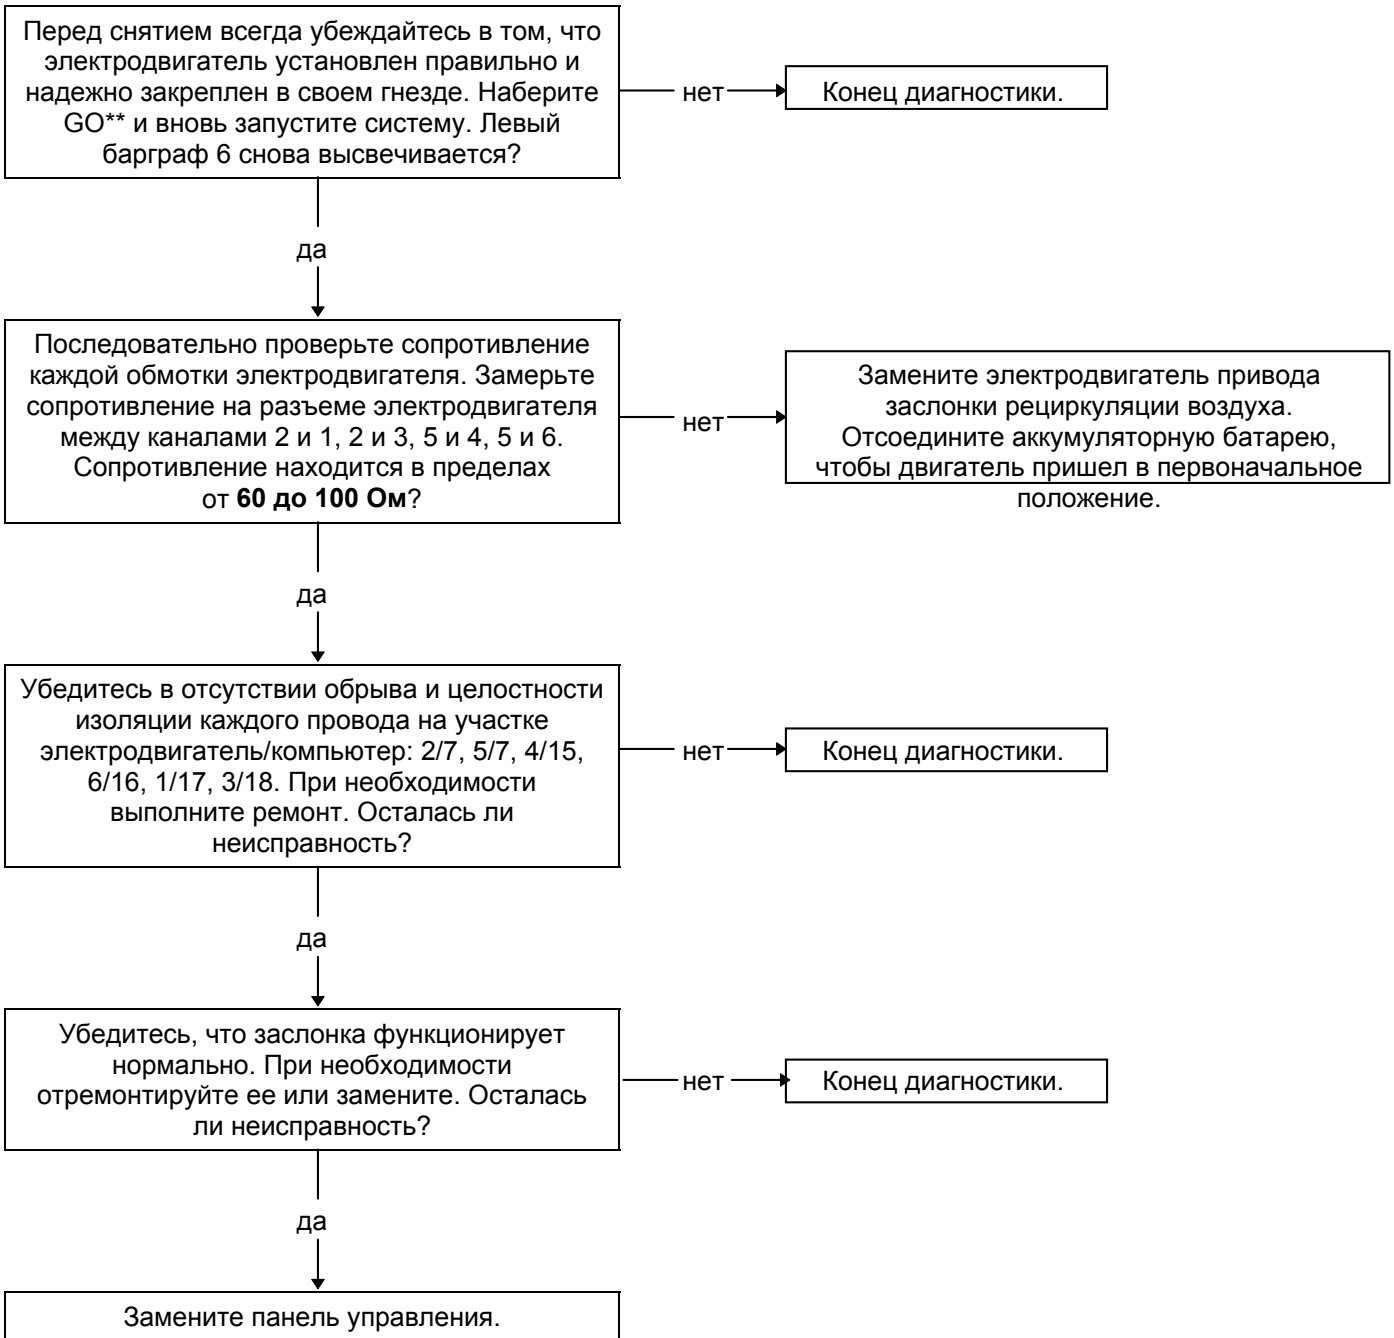 Перед снятием всегда убеждайтесь в том, что
электродвигатель установлен правильно и
надежно закреплен в своем гнезде. Наберите
GO** и вновь запустите систему. Левый
барграф 6 снова высвечивается?
нет
Конец диагностики.
да
Последовательно проверьте сопротивление
каждой обмотки электродвигателя. Замерьте
сопротивление на разъеме электродвигателя
между каналами 2 и 1, 2 и 3, 5 и 4, 5 и 6.
Сопротивление находится в пределах
от 60 до 100 Ом?
нет
Замените электродвигатель привода
заслонки рециркуляции воздуха.
Отсоедините аккумуляторную батарею,
чтобы двигатель пришел в первоначальное
положение.
да
Убедитесь в отсутствии обрыва и целостности
изоляции каждого провода на участке
электродвигатель/компьютер: 2/7, 5/7, 4/15,
6/16, 1/17, 3/18. При необходимости
выполните ремонт. Осталась ли
неисправность?
нет
Конец диагностики.
да
Убедитесь, что заслонка функционирует
нормально. При необходимости
отремонтируйте ее или замените. Осталась
ли неисправность?
нет
Конец диагностики.
да
Замените панель управления.